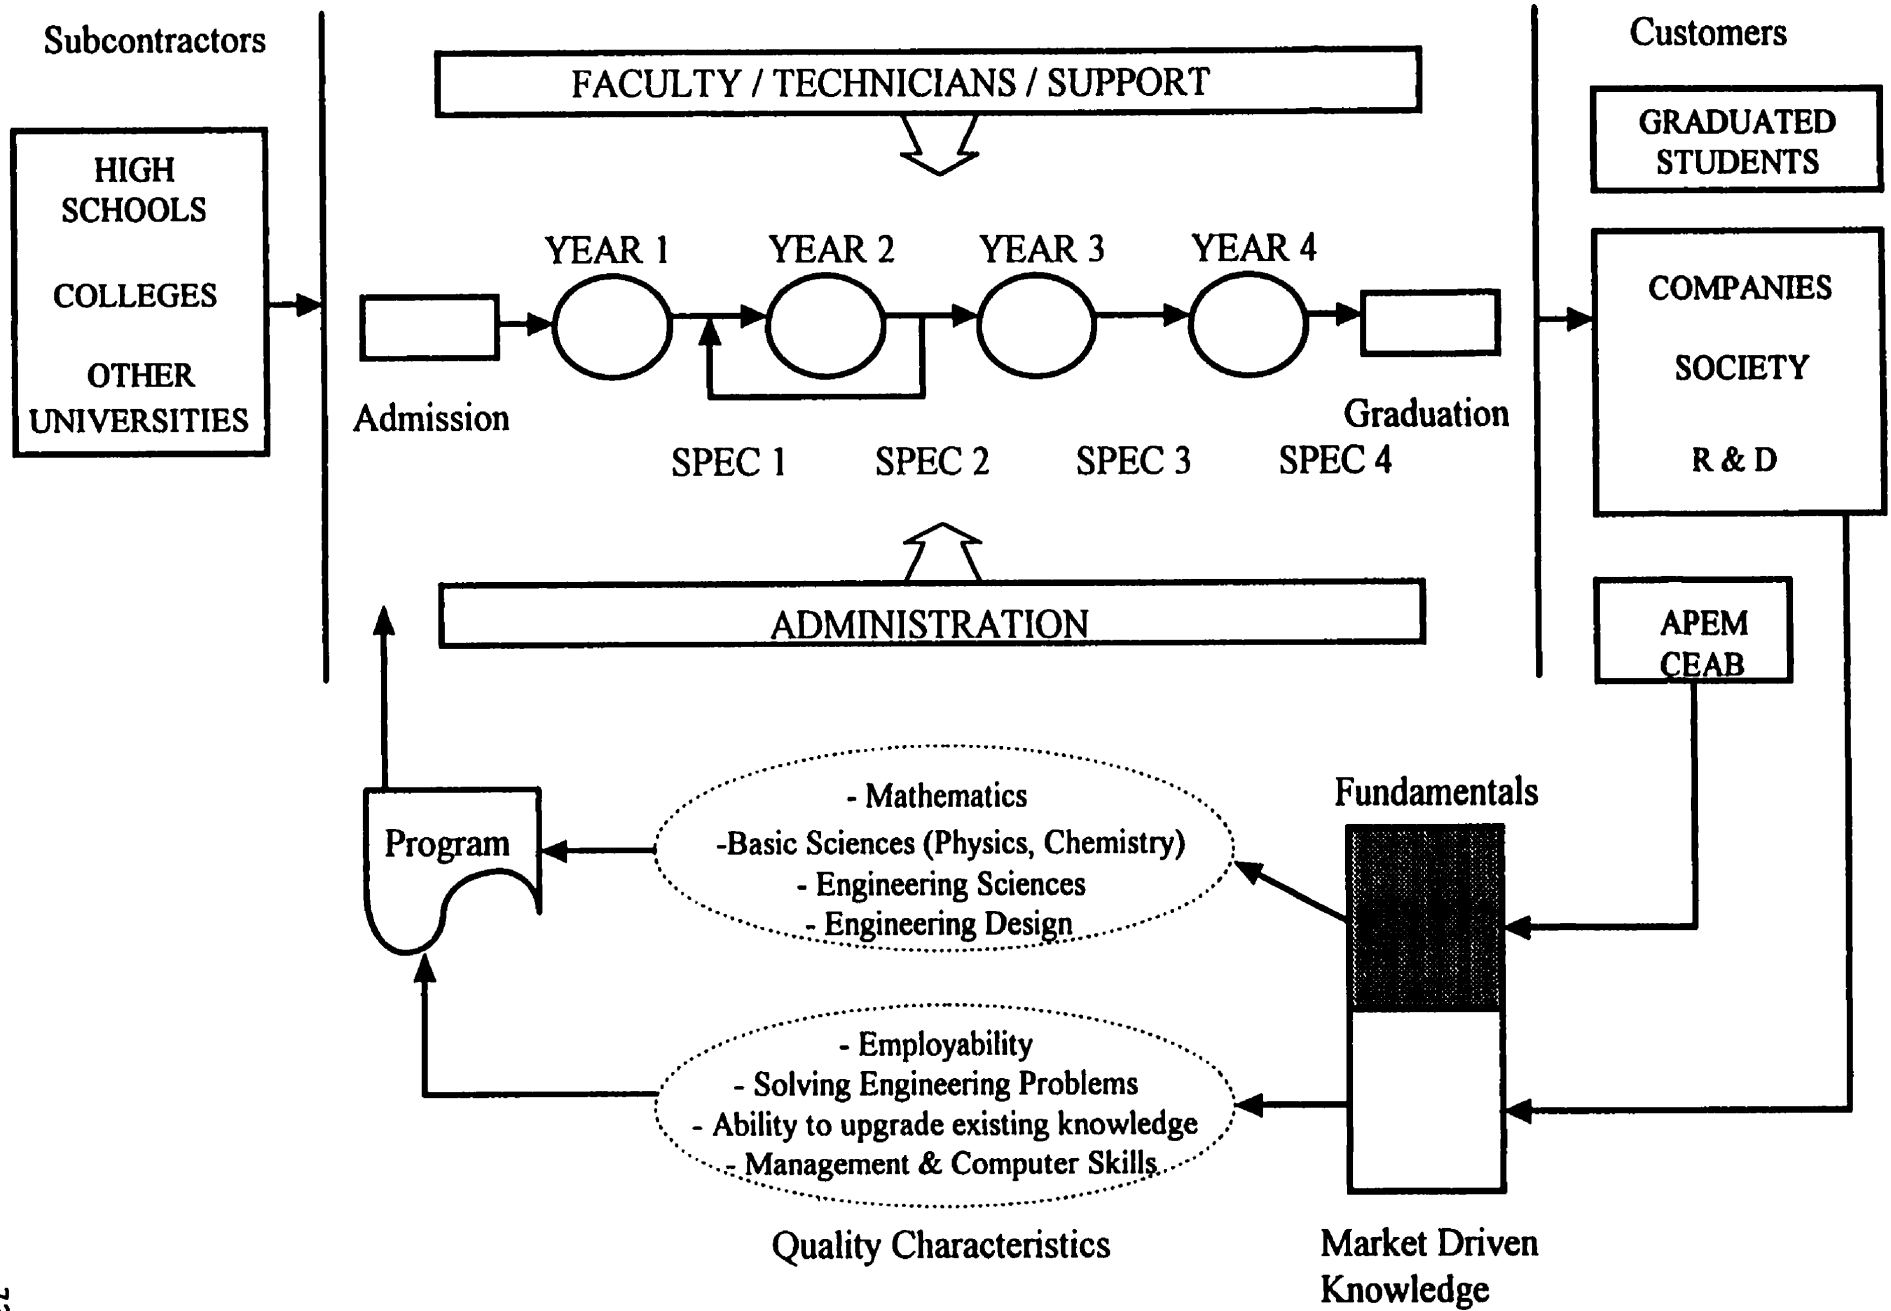 Subcontractors
HIGH
SCHOOLS
COLLEGES
OTHER
UNIVERSITIES
FACULTY / TECHNICIANS / SUPPORT
YEAR 1
YEAR 2
YEAR 3
YEAR 4
Admission
Graduation
SPEC 1
SPEC 2
SPEC 3
SPEC 4
ADMINISTRATION
Customers
GRADUATED
STUDENTS
COMPANIES
SOCIETY
R & D
APEM
CEAB
Program
- Mathematics
-Basic Sciences (Physics, Chemistry)
- Engineering Sciences
- Engineering Design
Fundamentals
- Employability
- Solving Engineering Problems
- Ability to upgrade existing knowledge
- Management & Computer Skills
Quality Characteristics
Market Driven
Knowledge